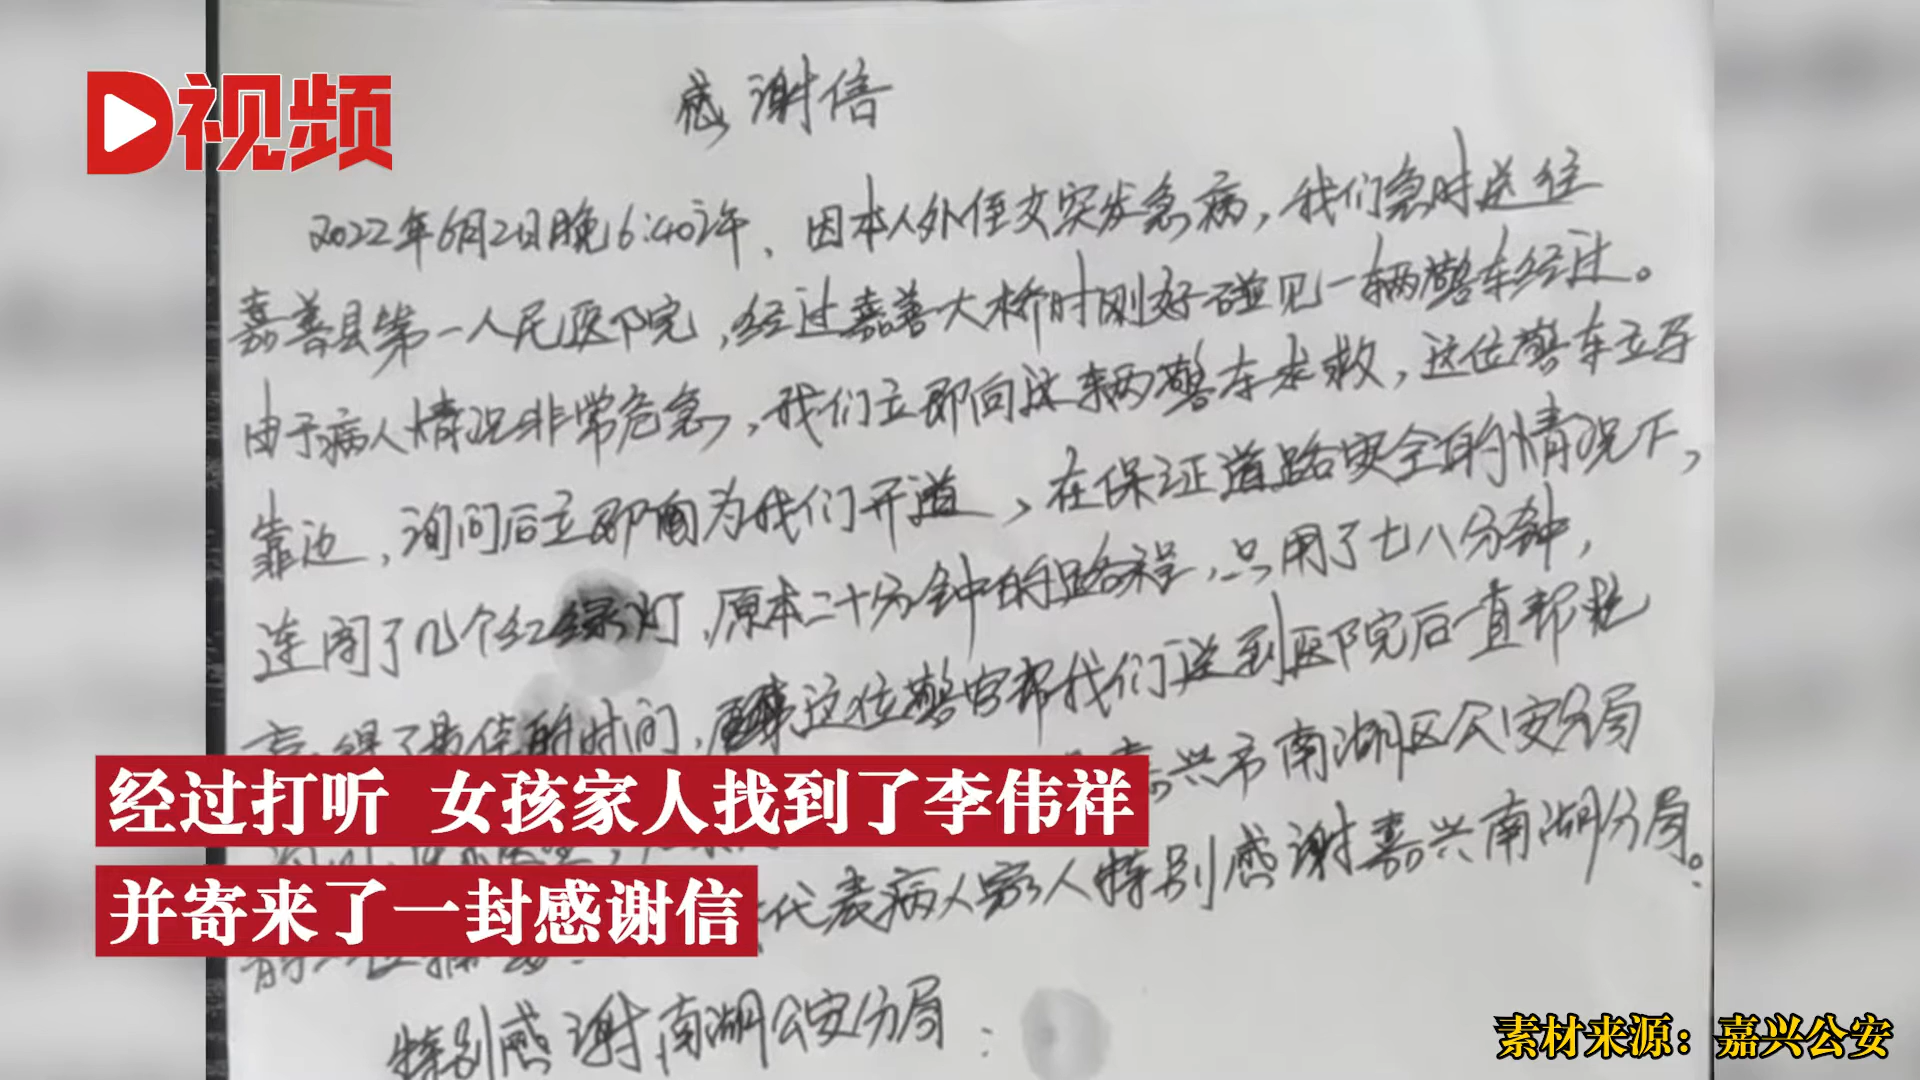 视频
感谢信
2022年6月2日晚6:40许，因本人外侄女突发急病，我们急时送往
嘉善县第一人民医院，经过嘉善大桥时刚好碰见一辆警车经过。
由于病人情况非常危急，我们立即向这辆警车求救，这位警车立马
靠边，询问后立即为我们开道，在保证道路安全的情况下，
连闯了几个红绿灯，原本二十分钟的路程，只用了七八分钟，
的时间，这位警官帮我们送到医院后一直帮忙
兴市南湖区公安分局
代表病人家人特别感谢嘉兴南湖分局。
特别感谢南湖公安分局：
经过打听 女孩家人找到了李伟祥
并寄来了一封感谢信
素材来源：嘉兴公安